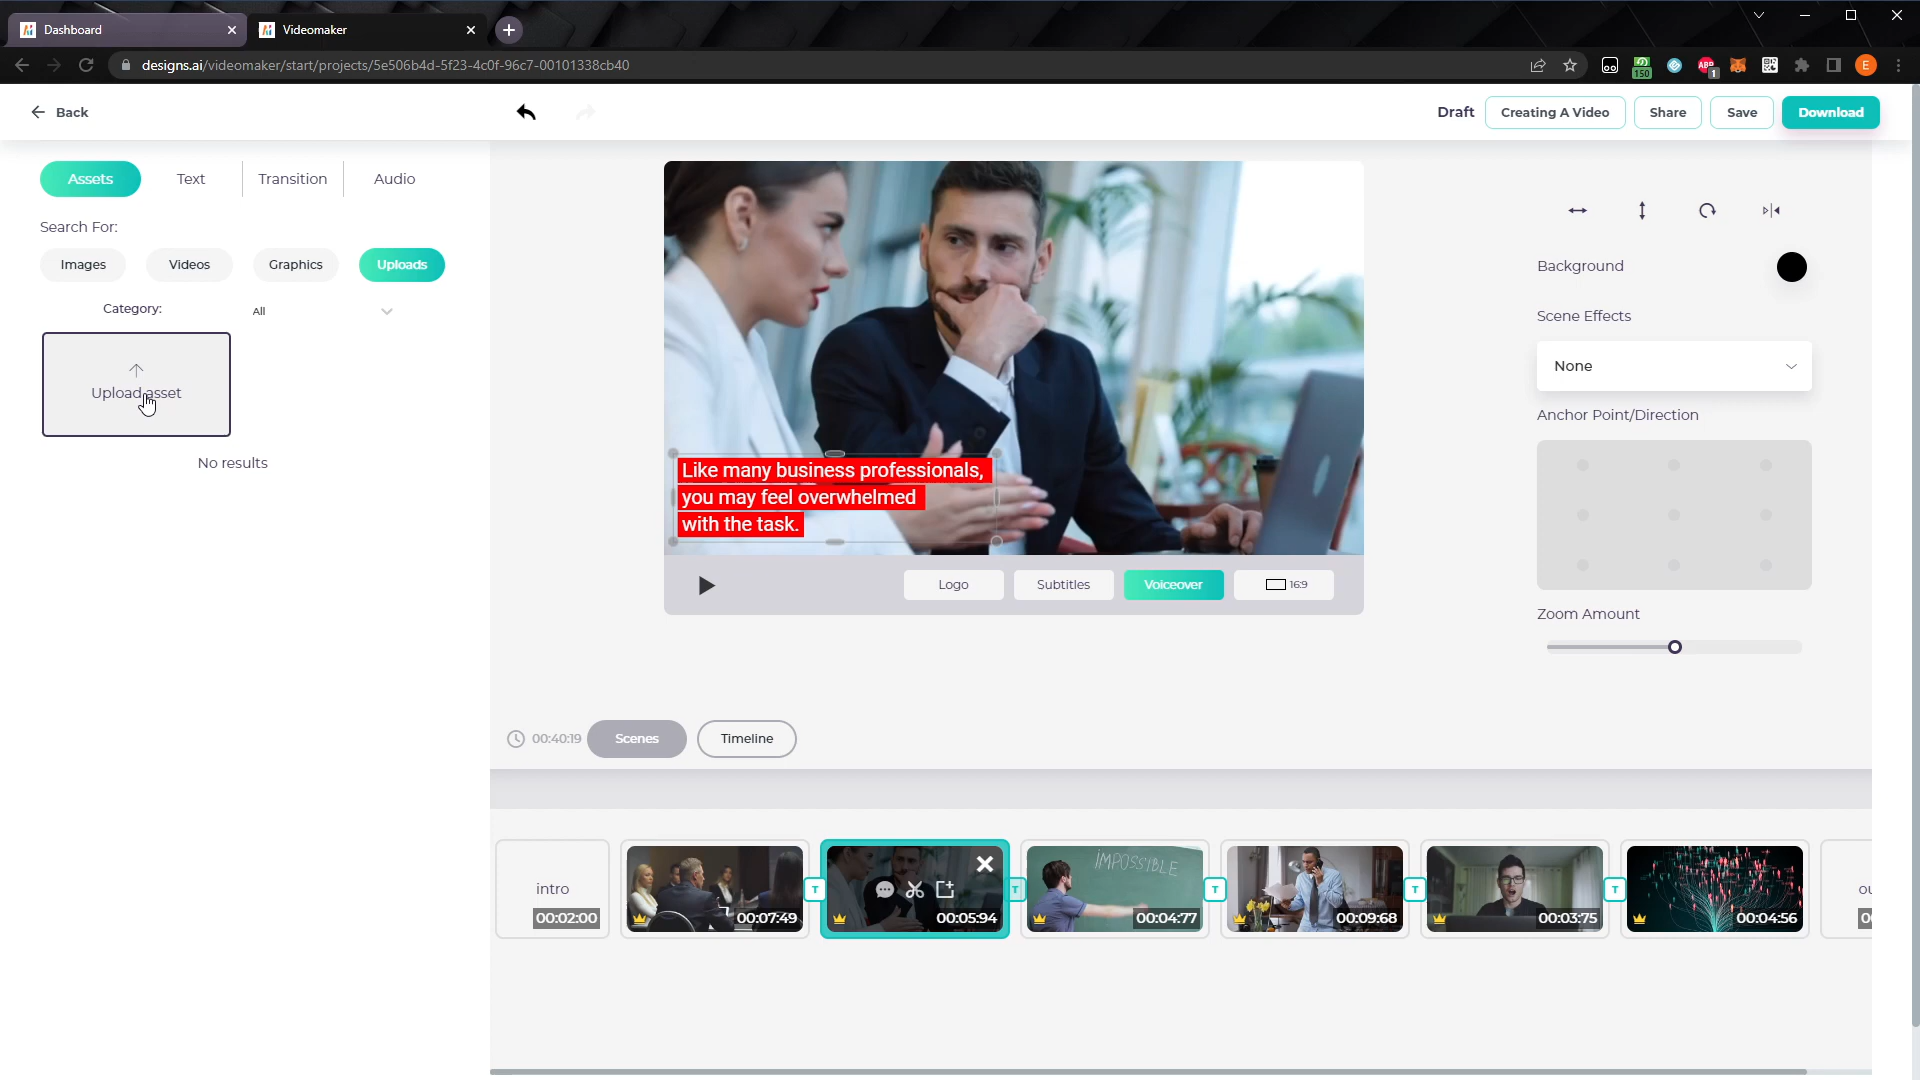 Dashboard
Videomaker
designs.ai/videomaker/start/projects/5e506b4d-5f23-4c0f-96c7-00101338cb40
150
ABP
1
E
Back
Draft
Creating A Video
Share
Save
Download
Assets
Text
Transition
Audio
Search For:
Images
Videos
Graphics
Uploads
Category:
All
Upload asset
No results
Like many business professionals,
you may feel overwhelmed
with the task.
Logo
Subtitles
Voiceover
16:9
Background
Scene Effects
None
Anchor Point/Direction
Zoom Amount
00:40:19
Scenes
Timeline
intro
00:02:00
00:07:49
T
00:05:94
T
IMPOSSIBLE
00:04:77
T
00:09:68
T
00:03:75
T
00:04:56